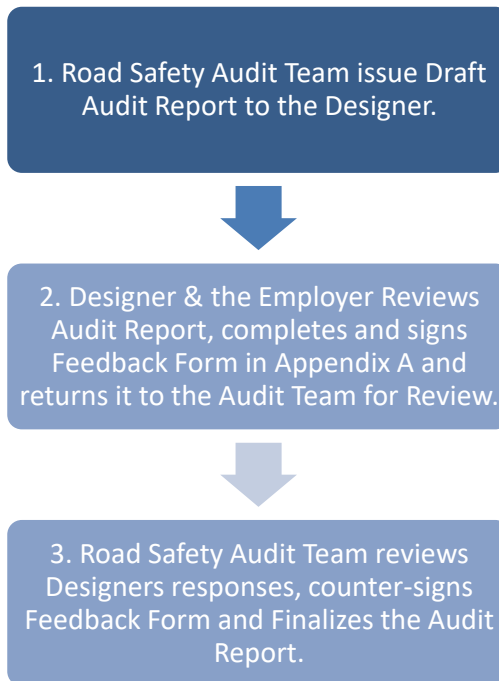 1. Road Safety Audit Team issue Draft
Audit Report to the Designer.
2. Designer & the Employer Reviews
Audit Report, completes and signs
Feedback Form in Appendix A and
returns it to the Audit Team for Review.
3. Road Safety Audit Team reviews
Designers responses, counter-signs
Feedback Form and Finalizes the Audit
Report.